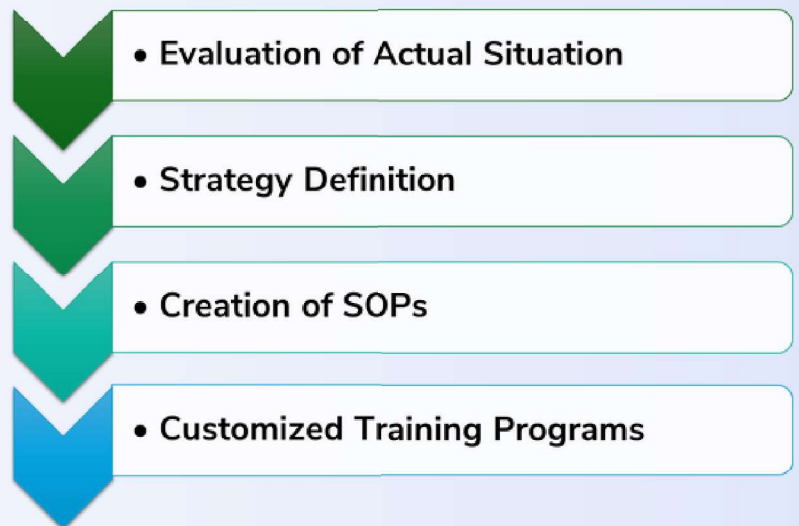 • Evaluation of Actual Situation
• Strategy Definition
• Creation of SOPs
• Customized Training Programs